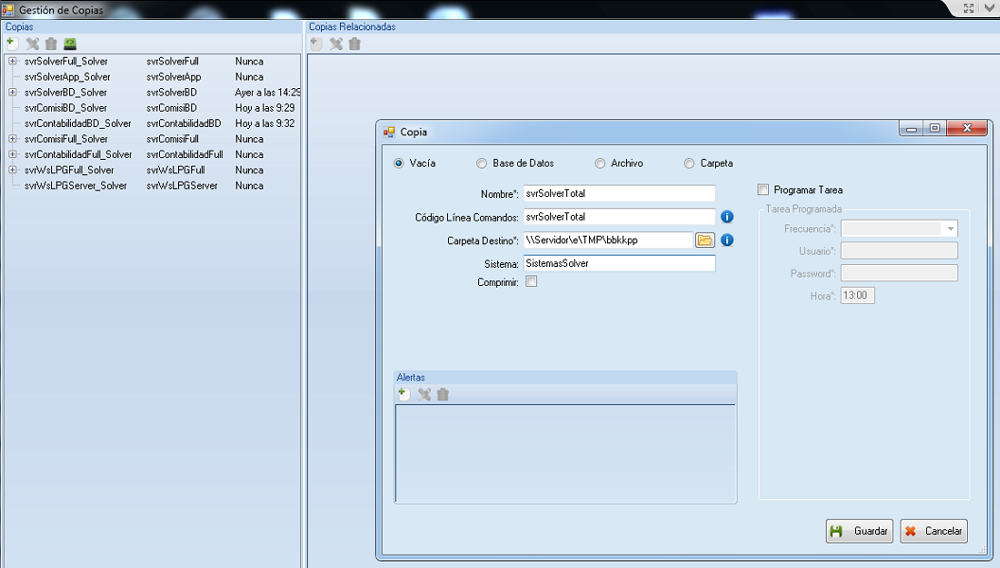 Gestión de Copias
Copias
svrSolverFull_Solver svrSolverFull Nunca
svrSolverApp_Solver svrSolverApp Nunca
svrSolverBD_Solver svrSolverBD Ayer a las 14:29
svrComisiBD_Solver svrComisiBD Hoy a las 9:29
svrContabilidadBD_Solver svrContabilidadBD Hoy a las 9:32
svrComisiFull_Solver svrComisiFull Nunca
svrContabilidadFull_Solver svrContabilidadFull Nunca
svrWsLPGFull_Solver svrWsLPGFull Nunca
svrWsLPGServer_Solver svrWsLPGServer Nunca
Copias Relacionadas
Copia
Vacía Base de Datos Archivo Carpeta
Nombre*: svrSolverTotal
Código Línea Comandos: svrSolverTotal
Carpeta Destino*: \\Servidor\e\TMP\bbkkpp
Sistema: SistemasSolver
Comprimir:
Programar Tarea
Tarea Programada
Frecuencia*:
Usuario*:
Password*:
Hora*: 13:00
Alertas
Guardar Cancelar